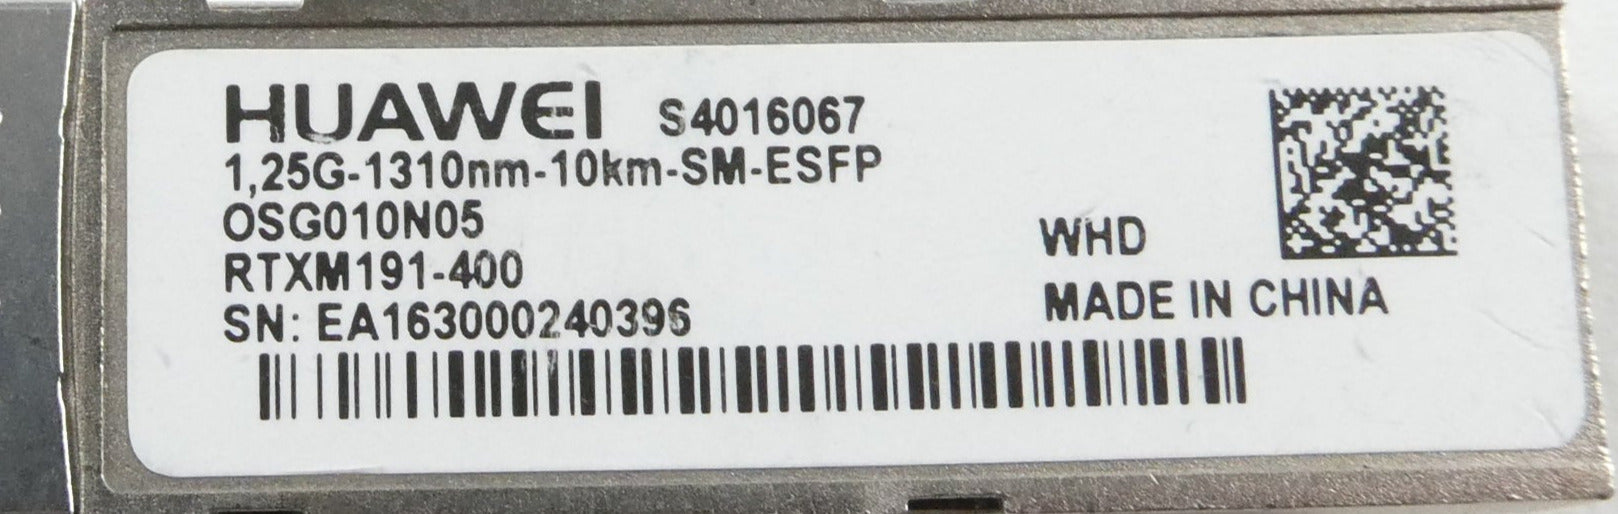 HUAWEI S4016067
1,25G-1310nm-10km-SM-ESFP
OSG010N05
RTXM191-400
SN: EA163000240396
WHD
MADE IN CHINA